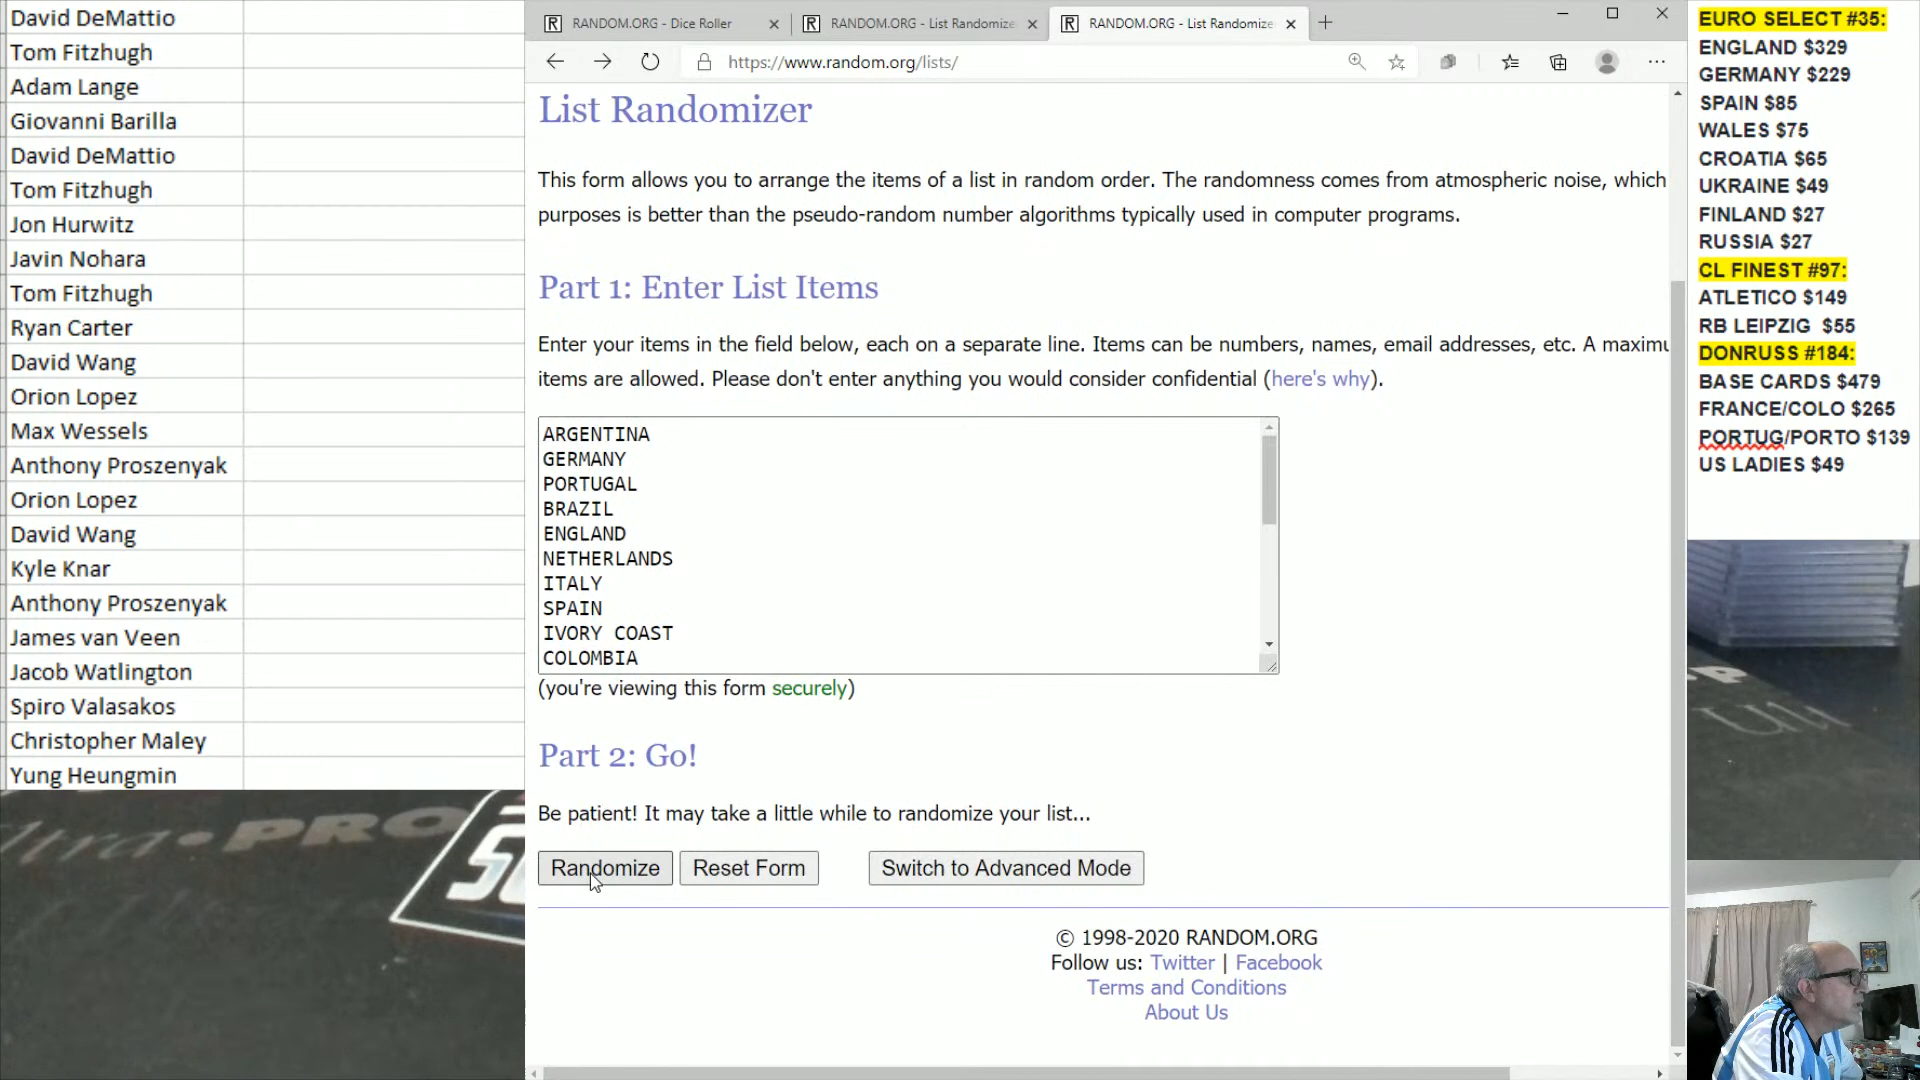 David DeMattio
Tom Fitzhugh
Adam Lange
Giovanni Barilla
David DeMattio
Tom Fitzhugh
Jon Hurwitz
Javin Nohara
Tom Fitzhugh
Ryan Carter
David Wang
Orion Lopez
Max Wessels
Anthony Proszenyak
Orion Lopez
David Wang
Kyle Knar
Anthony Proszenyak
James van Veen
Jacob Watlington
Spiro Valasakos
Christopher Maley
Yung Heungmin
RANDOM.ORG - Dice Roller
RANDOM.ORG - List Randomize
RANDOM.ORG - List Randomize
https://www.random.org/lists/
List Randomizer
This form allows you to arrange the items of a list in random order. The randomness comes from atmospheric noise, which
purposes is better than the pseudo-random number algorithms typically used in computer programs.
Part 1: Enter List Items
Enter your items in the field below, each on a separate line. Items can be numbers, names, email addresses, etc. A maximu
items are allowed. Please don't enter anything you would consider confidential (here's why).
ARGENTINA
GERMANY
PORTUGAL
BRAZIL
ENGLAND
NETHERLANDS
ITALY
SPAIN
IVORY COAST
COLOMBIA
(you're viewing this form securely)
Part 2: Go!
Be patient! It may take a little while to randomize your list...
Randomize Reset Form Switch to Advanced Mode
© 1998-2020 RANDOM.ORG
Follow us: Twitter | Facebook
Terms and Conditions
About Us
EURO SELECT #35:
ENGLAND $329
GERMANY $229
SPAIN $85
WALES $75
CROATIA $65
UKRAINE $49
FINLAND $27
RUSSIA $27
CL FINEST #97:
ATLETICO $149
RB LEIPZIG $55
DONRUSS #184:
BASE CARDS $479
FRANCE/COLO $265
PORTUG/PORTO $139
US LADIES $49
ltra•PRO